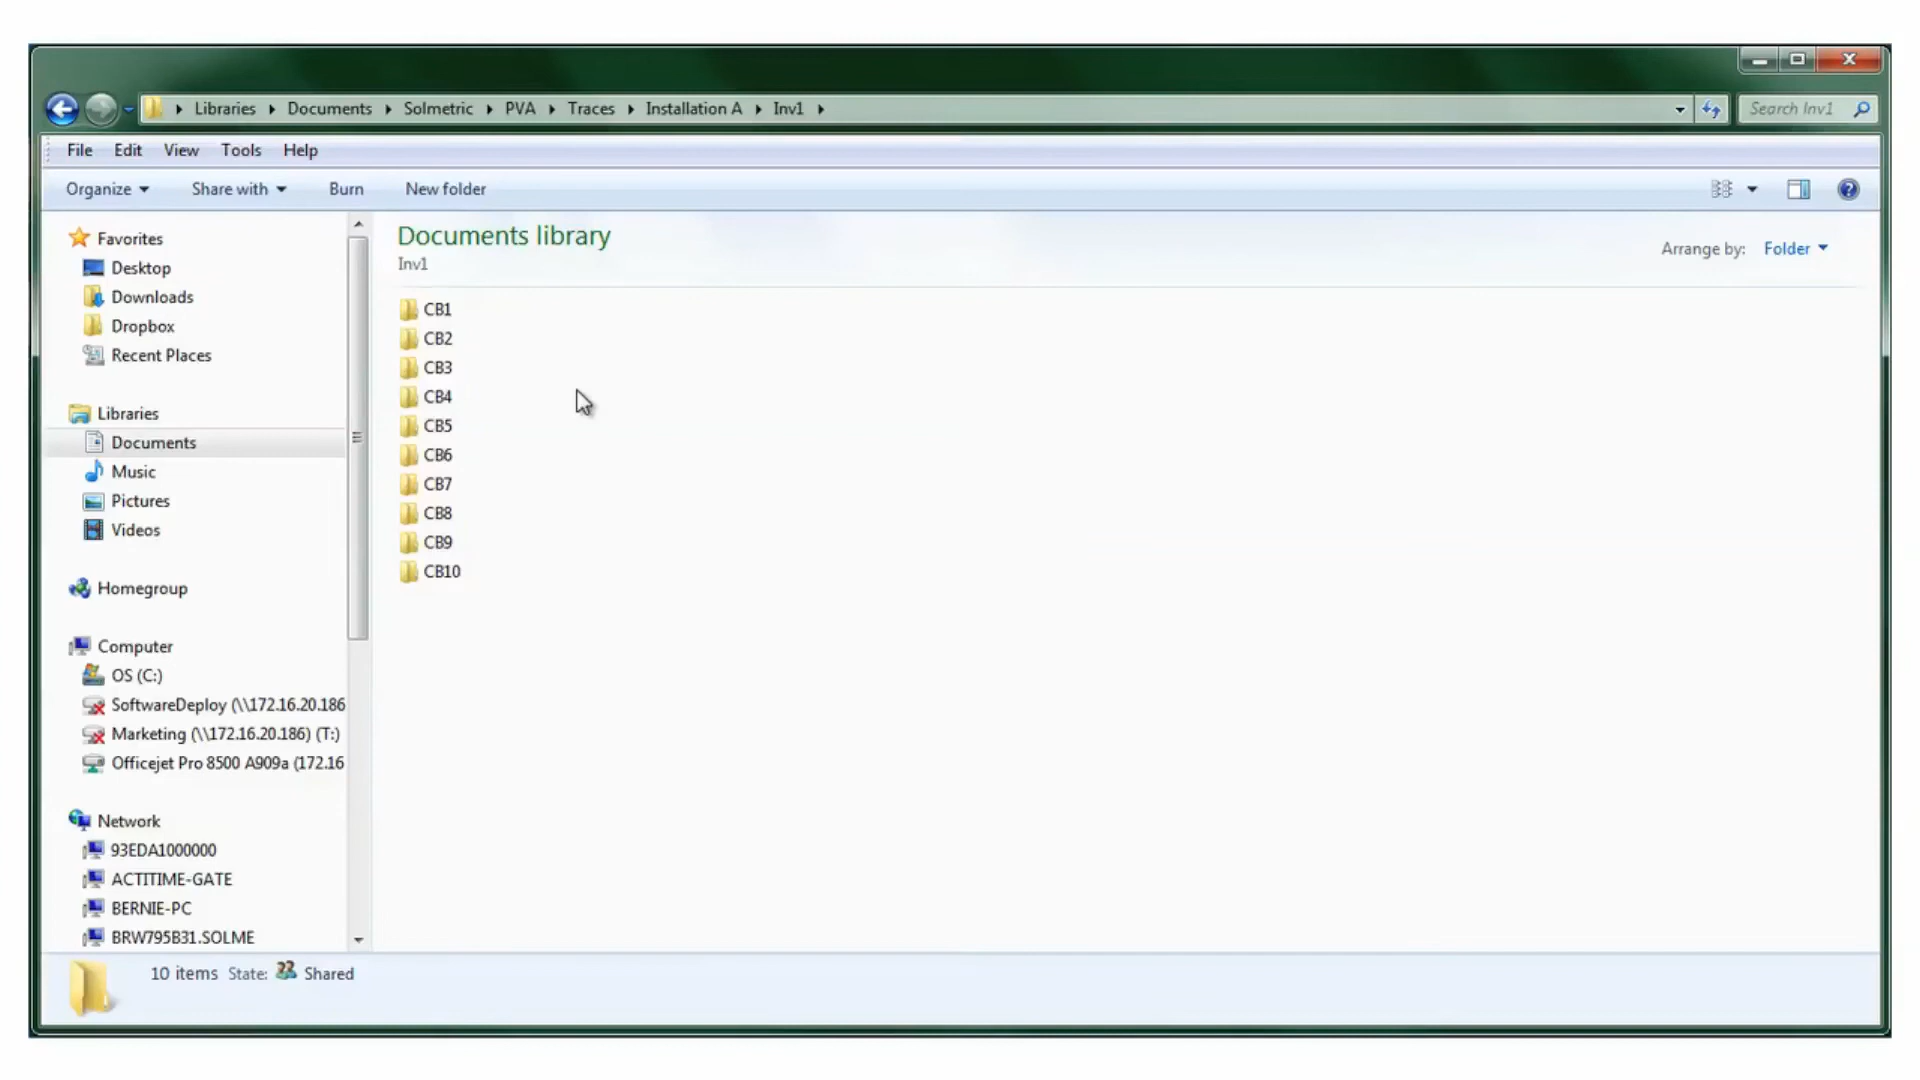 Libraries Documents Solmetric PVA Traces Installation A Inv1
Search Inv1
File Edit View Tools Help
Organize Share with Burn New folder
Favorites
Desktop
Downloads
Dropbox
Recent Places
Libraries
Documents
Music
Pictures
Videos
Homegroup
Computer
OS (C:)
SoftwareDeploy (\\172.16.20.186
Marketing (\\172.16.20.186) (T:)
Officejet Pro 8500 A909a (172.16
Network
93EDA1000000
ACTITIME-GATE
BERNIE-PC
BRW795B31.SOLME
Documents library
Inv1
Arrange by: Folder
CB1
CB2
CB3
CB4
CB5
CB6
CB7
CB8
CB9
CB10
10 items State: Shared